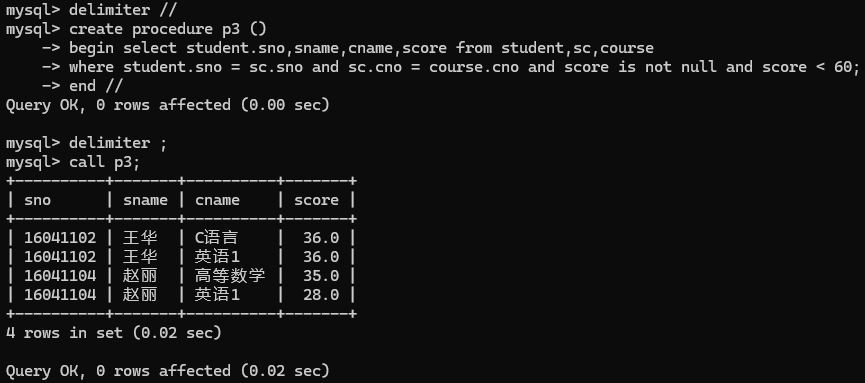 mysql> delimiter //
mysql> create procedure p3 ()
    -> begin select student.sno,sname,cname,score from student,sc,course
    -> where student.sno = sc.sno and sc.cno = course.cno and score is not null and score < 60;
    -> end //
Query OK, 0 rows affected (0.00 sec)

mysql> delimiter ;
mysql> call p3;
+----------+-------+----------+-------+
| sno      | sname | cname    | score |
+----------+-------+----------+-------+
| 16041102 | 王华  | C语言    |  36.0 |
| 16041102 | 王华  | 英语1    |  36.0 |
| 16041104 | 赵丽  | 高等数学 |  35.0 |
| 16041104 | 赵丽  | 英语1    |  28.0 |
+----------+-------+----------+-------+
4 rows in set (0.02 sec)

Query OK, 0 rows affected (0.02 sec)